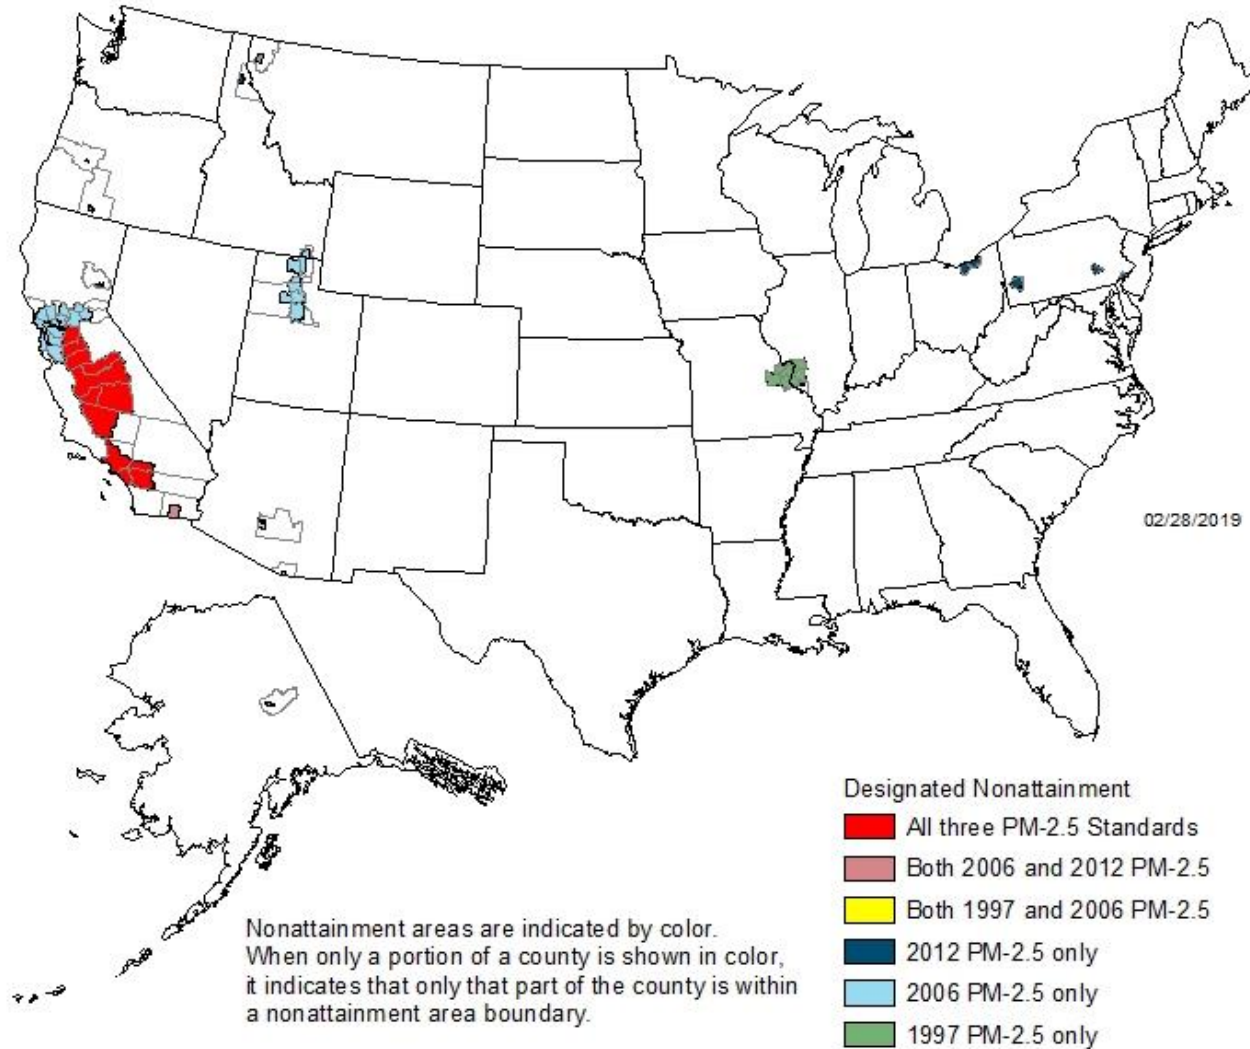 02/28/2019
Designated Nonattainment
All three PM-2.5 Standards
Both 2006 and 2012 PM-2.5
Both 1997 and 2006 PM-2.5
2012 PM-2.5 only
2006 PM-2.5 only
1997 PM-2.5 only
Nonattainment areas are indicated by color.
When only a portion of a county is shown in color,
it indicates that only that part of the county is within
a nonattainment area boundary.